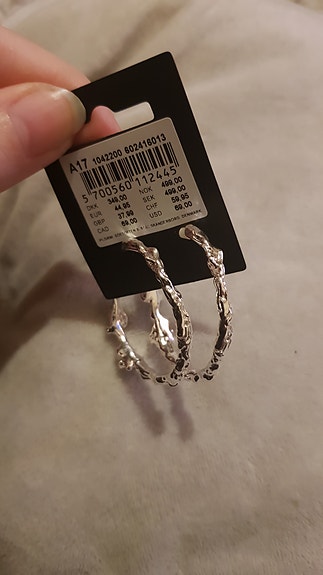 A17 1042200 602416013
5 700560 112445
DKK 349.00 NOK 499.00
EUR 44.95 SEK 499.00
GBP 37.99 CHF 59.95
CAD 69.00 USD 69.00
DENMARK